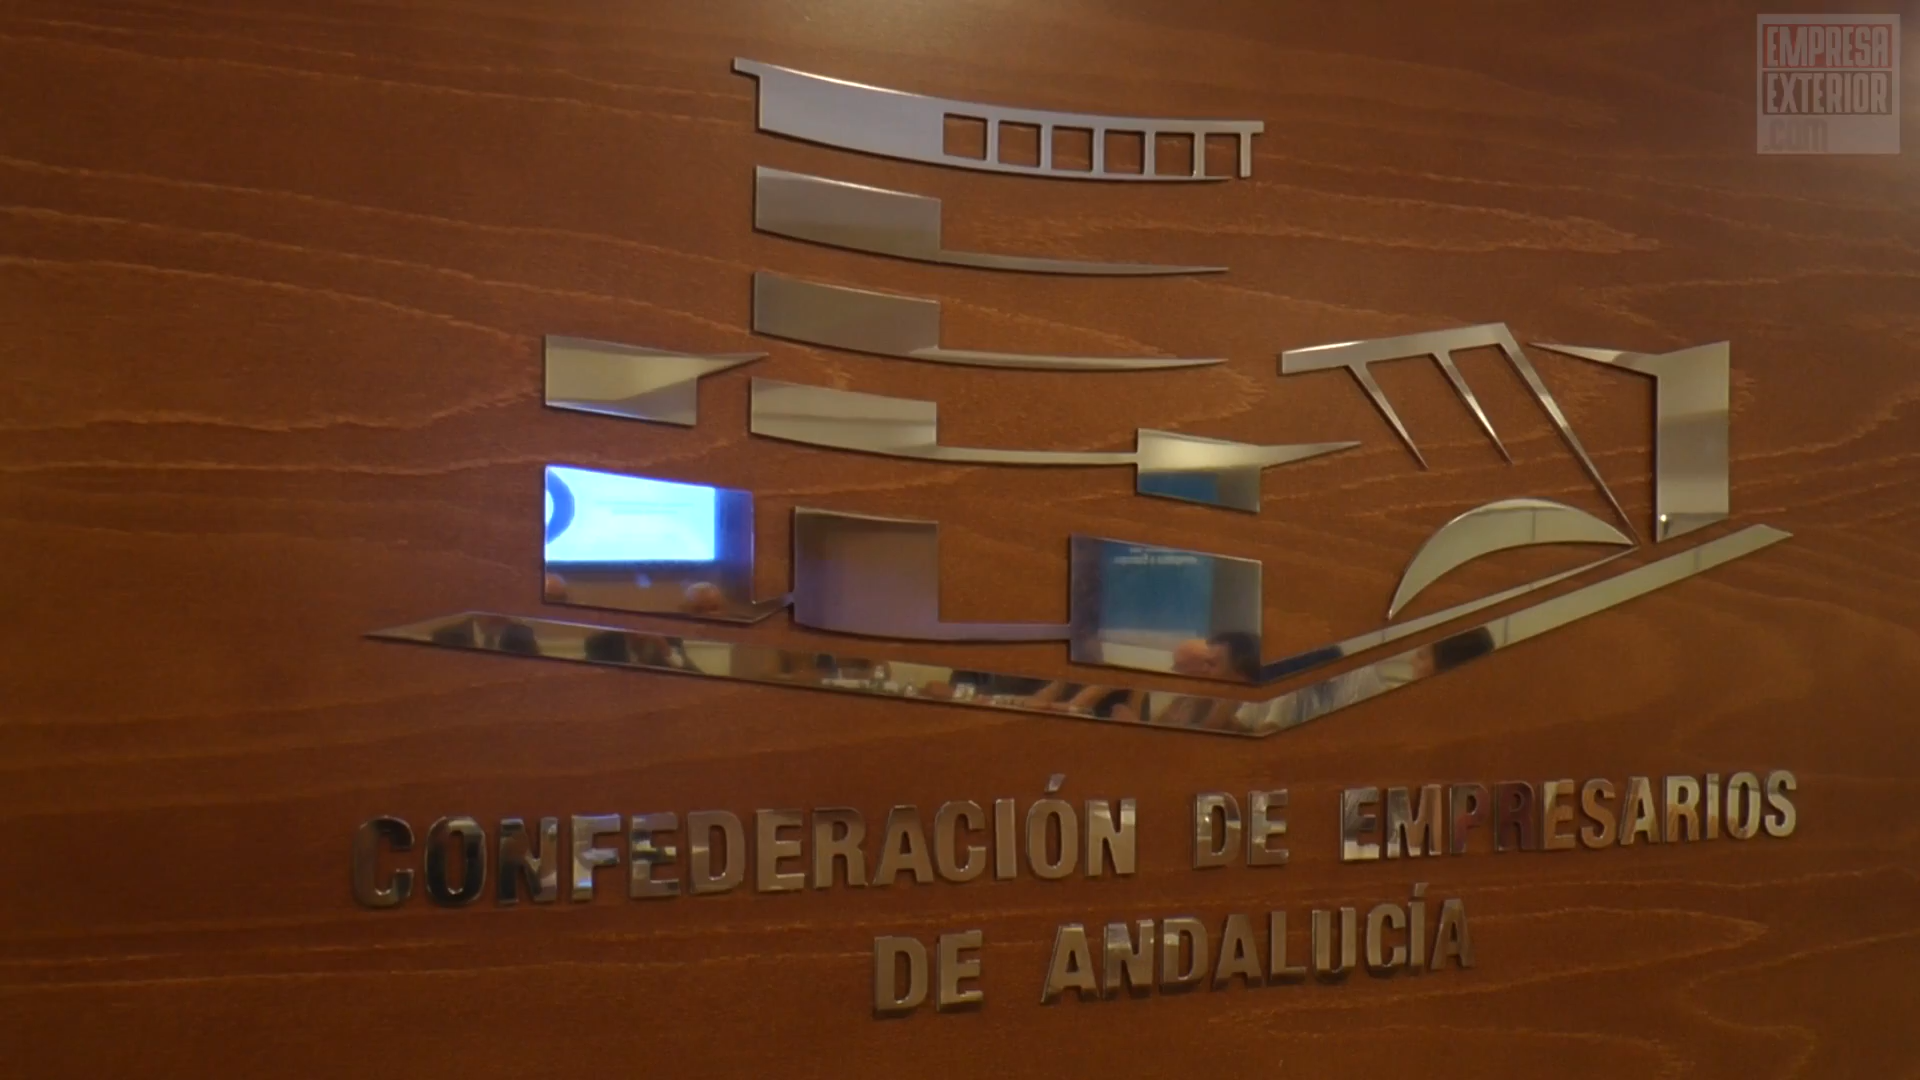 EMPRESA
EXTERIOR
.com
CONFEDERACIÓN DE EMPRESARIOS
DE ANDALUCÍA